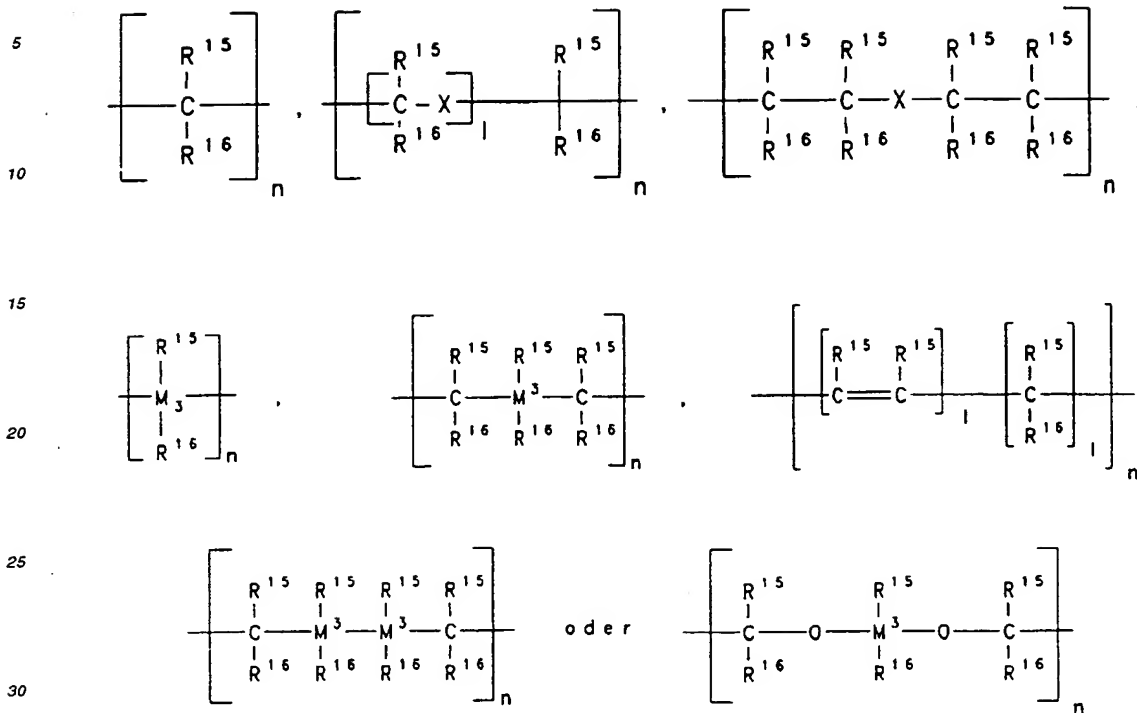 5 R15 R15 R15 R15 R15 R15 R15
C , C X , C C X C C
R16 R16 l R16 R16 R16 R16 R16
10 n n n
15
R15 R15 R15 R15 R15 R15 R15
M3 , C M3 C , C C C
20 R16 R16 R16 R16 l R16 l
n n n
25
R15 R15 R15 R15 R15 R15 R15
C M3 M3 C oder C O M3 O C
R16 R16 R16 R16 R16 R16 R16
30 n n